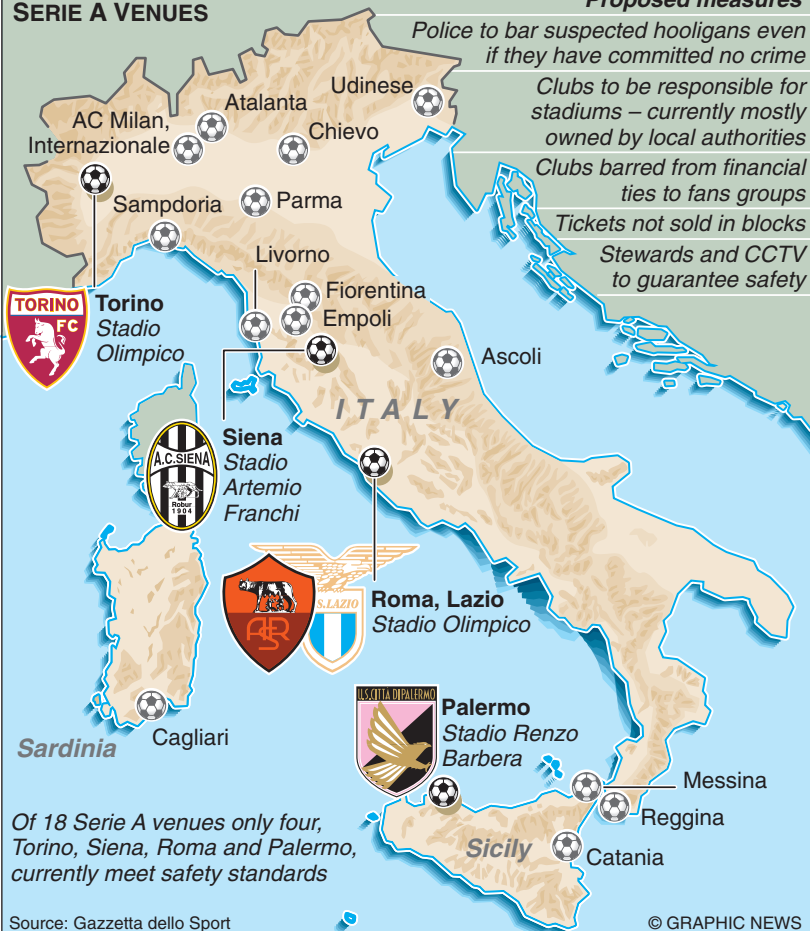 SERIE A VENUES
Proposed measures
Police to bar suspected hooligans even
if they have committed no crime
Clubs to be responsible for
stadiums – currently mostly
owned by local authorities
Clubs barred from financial
ties to fans groups
Tickets not sold in blocks
Stewards and CCTV
to guarantee safety
Udinese
Atalanta
AC Milan,
Internazionale
Chievo
Sampdoria
Parma
Livorno
Fiorentina
Empoli
TORINO
FC
Torino
Stadio
Olimpico
Ascoli
ITALY
A.C.SIENA
Robur
1904
Siena
Stadio
Artemio
Franchi
ASR
S.LAZIO
Roma, Lazio
Stadio Olimpico
U.S.CITTÀ DI PALERMO
Palermo
Stadio Renzo
Barbera
Cagliari
Sardinia
Messina
Reggina
Sicily
Catania
Of 18 Serie A venues only four,
Torino, Siena, Roma and Palermo,
currently meet safety standards
Source: Gazzetta dello Sport
© GRAPHIC NEWS